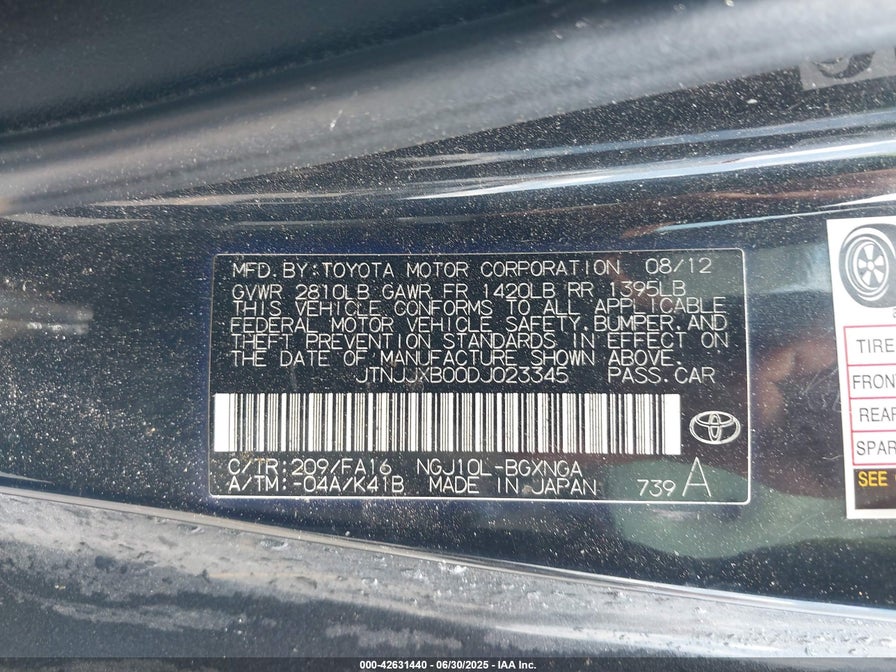 MFD.BY:TOYOTA MOTOR CORPORATION 08/12
GVWR 2810LB GAWR FR 1420LB RR 1395LB
THIS VEHICLE CONFORMS TO ALL APPLICABLE
FEDERAL MOTOR VEHICLE SAFETY,BUMPER,AND
THEFT PREVENTION STANDARDS IN EFFECT ON
THE DATE OF MANUFACTURE SHOWN ABOVE.
JTNJJXB00DJ023345 PASS.CAR
C/TR:209/FA16 NGJ10L-BGXNGA
A/TM:-04A/K41B MADE IN JAPAN 739 A
TIRE
FRON
REAR
SPAR
SEE
000-42631440 - 06/30/2025 - IAA Inc.